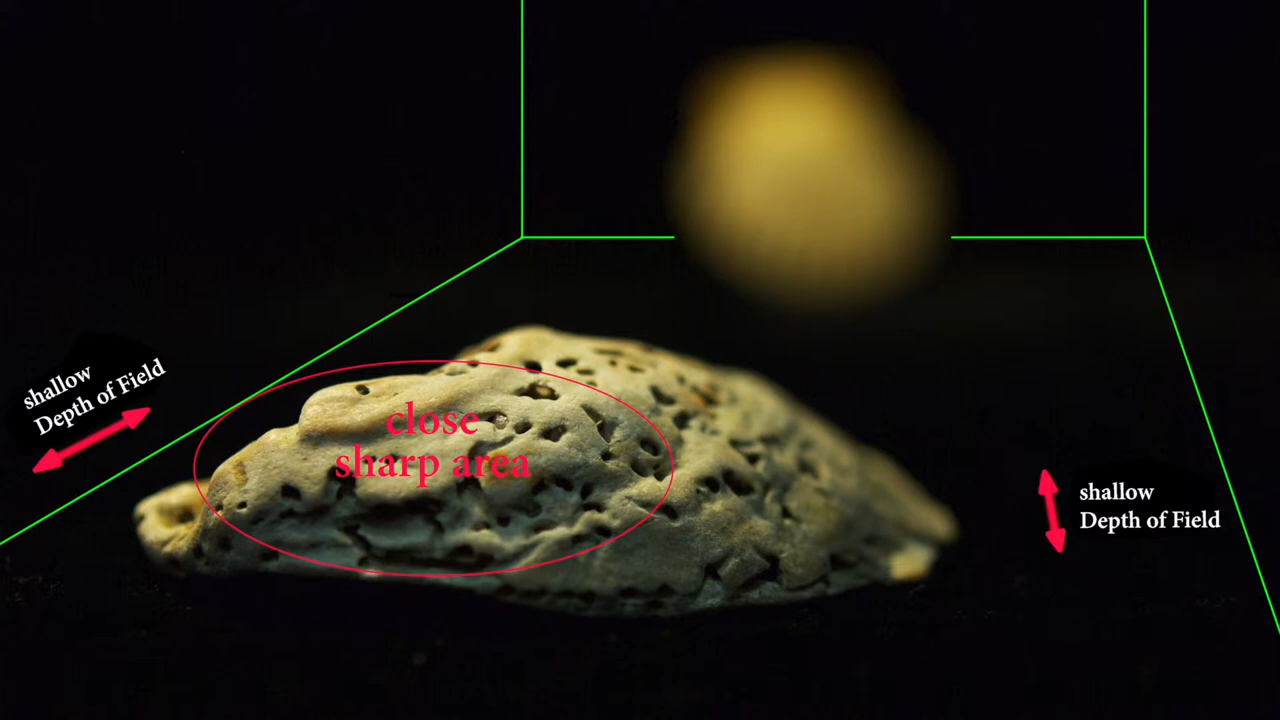 shallow
Depth of Field
close
sharp area
shallow
Depth of Field